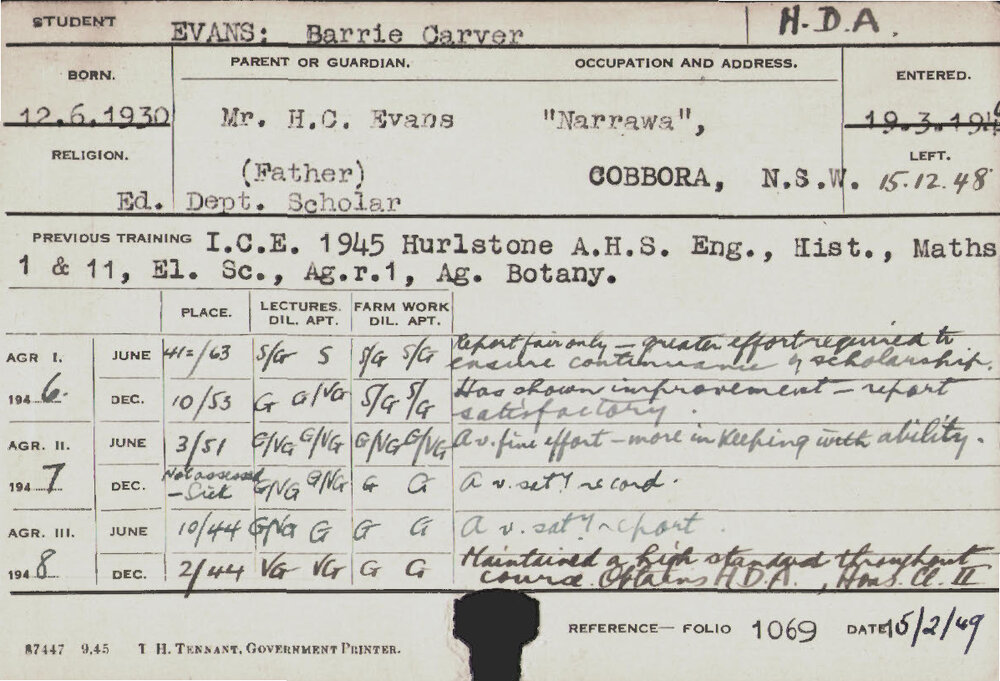 STUDENT EVANS: Barrie Carver H.D.A.
BORN. PARENT OR GUARDIAN. OCCUPATION AND ADDRESS. ENTERED.
12.6.1930 Mr. H.C. Evans "Narrawa", 19.3.1946
RELIGION. (Father) COBBORA, N.S.W. LEFT. 15.12.48
Ed. Dept. Scholar
PREVIOUS TRAINING I.C.E. 1945 Hurlstone A.H.S. Eng., Hist., Maths
1 & 11, El. Sc., Ag.r.1, Ag. Botany.
PLACE. LECTURES. DIL. APT. FARM WORK DIL. APT.
AGR I. JUNE 41=/63 S/G S S/G S/G Report fair only – greater effort required to
ensure continuance of scholarship.
1946 DEC. 10/53 G G/VG S/G S/G Has shown improvement – report
satisfactory.
AGR. II. JUNE 3/51 G/VG G/VG G/VG G/VG A v. fine effort – more in keeping with ability.
1947 DEC. Not assessed – Sick G/VG G/VG G G A v. sat'y record.
AGR. III. JUNE 10/44 G/VG G G G A v. sat'y report.
1948 DEC. 2/44 VG VG G G Maintained a high standard throughout
course. Obtains H.D.A., Hons. Cl. II
REFERENCE— FOLIO 1069 DATE 15/2/49
87447 9,45 T H. TENNANT, GOVERNMENT PRINTER.